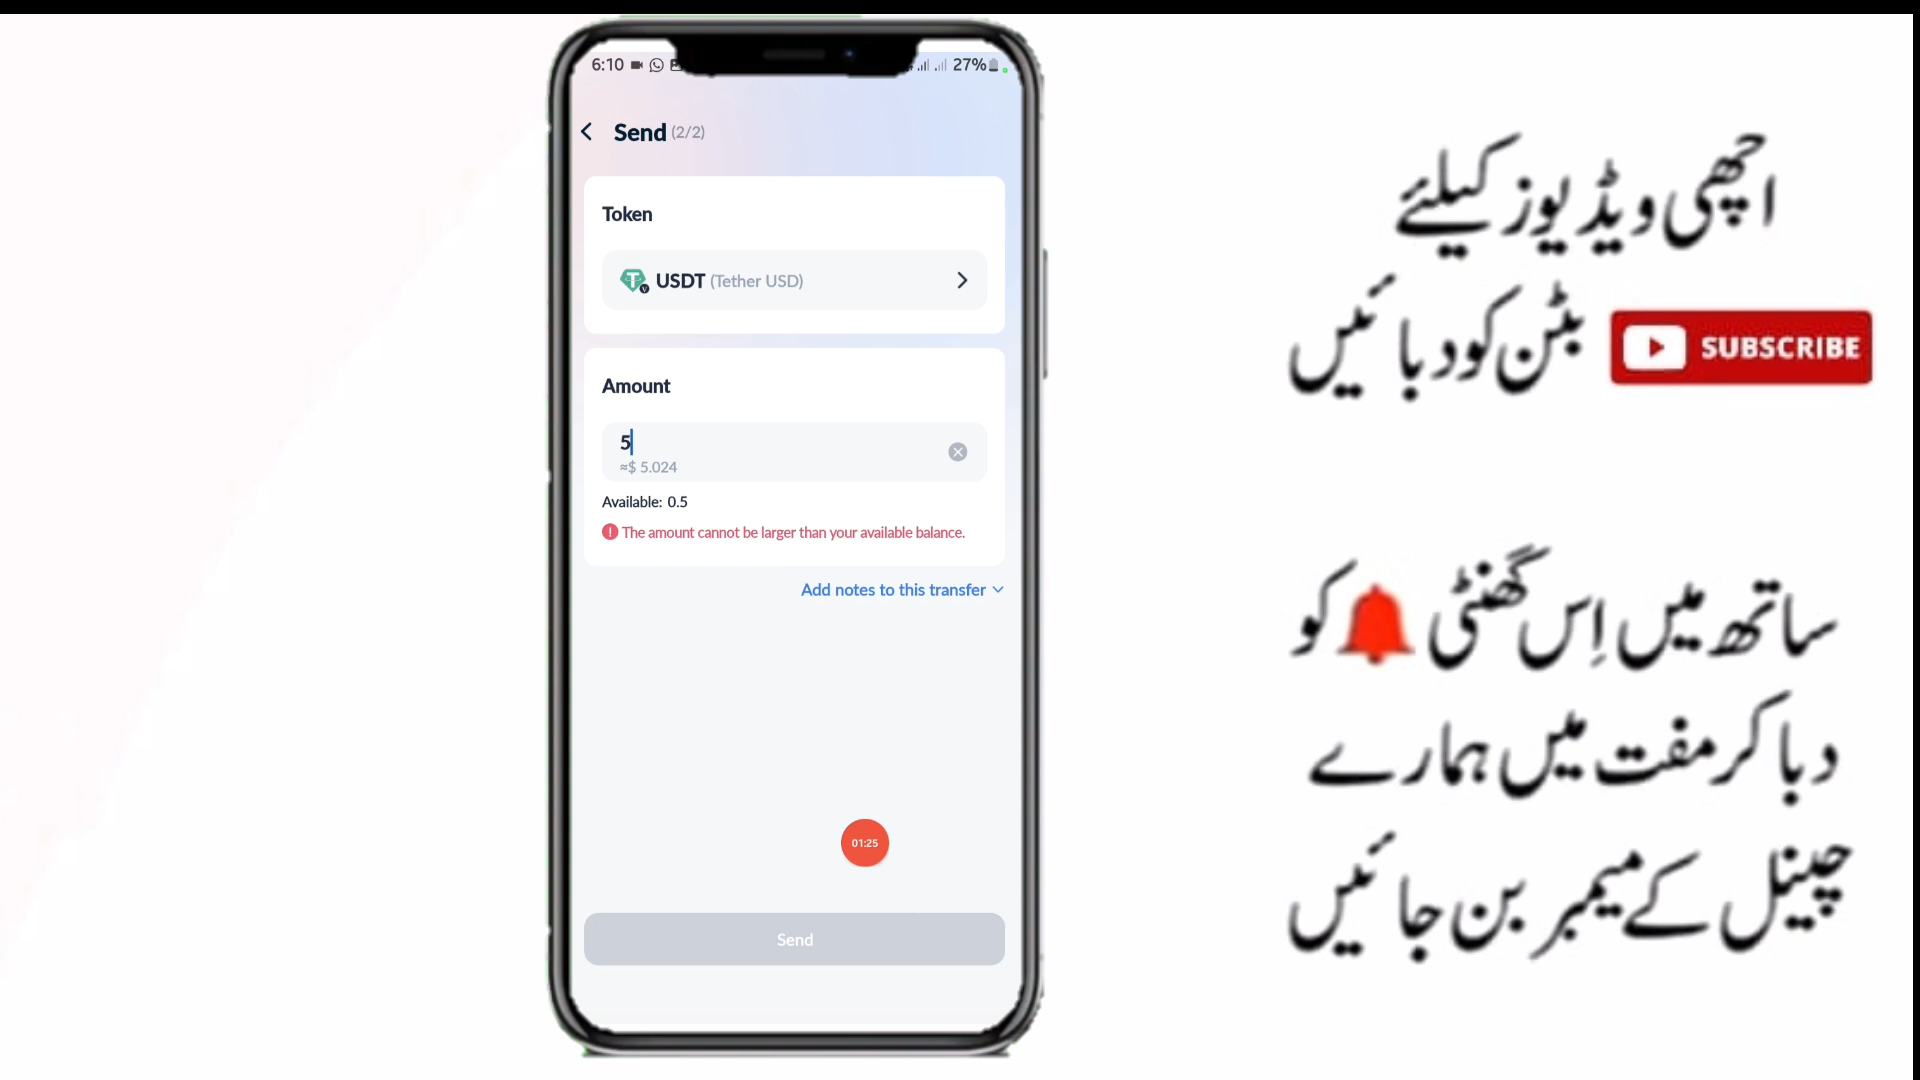 6:10
27%
Send (2/2)
Token
USDT (Tether USD)
Amount
5
≈$ 5.024
Available: 0.5
The amount cannot be larger than your available balance.
Add notes to this transfer
01:25
Send
اچھی ویڈیوز کیلئے
بٹن کو دبائیں SUBSCRIBE
ساتھ میں اِس گھنٹی کو
دبا کر مفت میں ہمارے
چینل کے میمبر بن جائیں